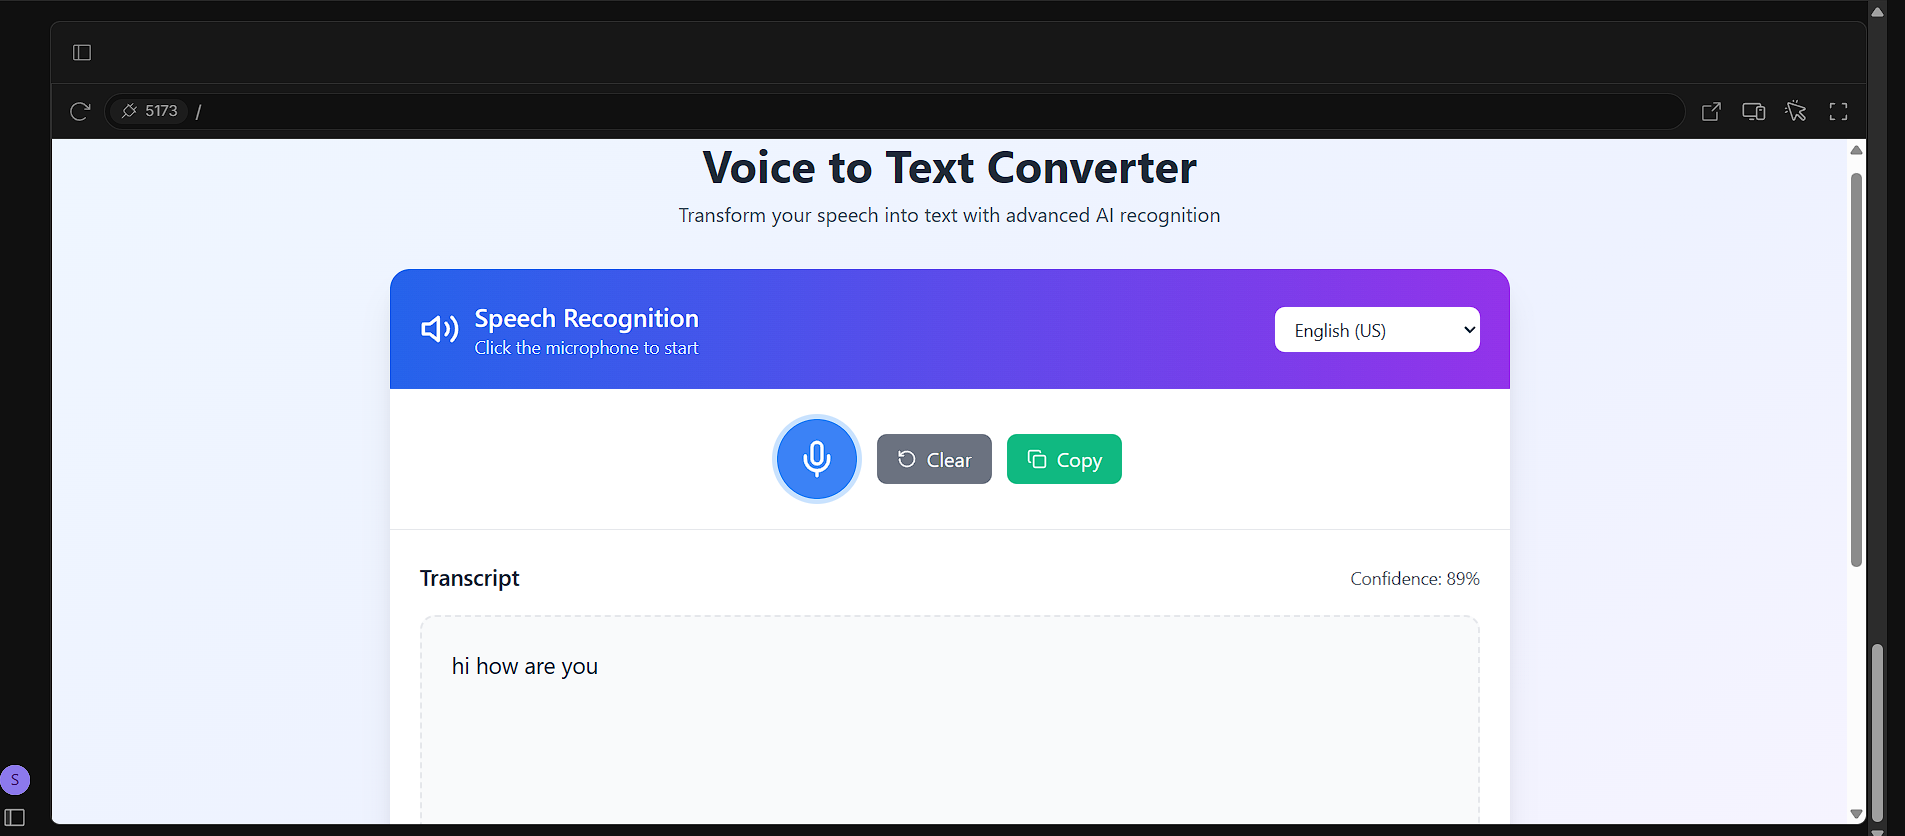 5173 /
Voice to Text Converter
Transform your speech into text with advanced AI recognition
Speech Recognition
Click the microphone to start
English (US)
Clear
Copy
Transcript
Confidence: 89%
hi how are you
S